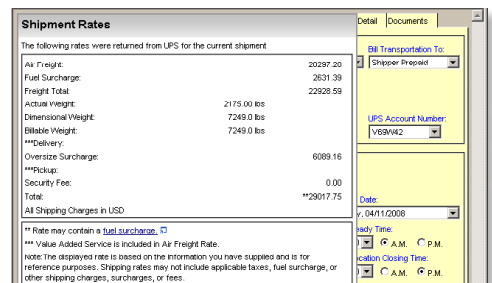 Shipment Rates
Detail Documents
The following rates were returned from UPS for the current shipment
Bill Transportation To:
Shipper Prepaid
Air Freight: 20297.20
Fuel Surcharge: 2631.39
Freight Total: 22928.59
Actual Weight: 2175.00 lbs
Dimensional Weight: 7249.0 lbs
Billable Weight: 7249.0 lbs
UPS Account Number:
V69W42
***Delivery:
Oversize Surcharge: 6089.16
***Pickup:
Security Fee: 0.00
Total: **29017.75
All Shipping Charges in USD
Date:
04/11/2008
** Rate may contain a fuel surcharge.
*** Value Added Service is included in Air Freight Rate.
Note:The displayed rate is based on the information you have supplied and is for
reference purposes. Shipping rates may not include applicable taxes, fuel surcharge, or
other shipping charges, surcharges, or fees.
eady Time:
A.M. P.M.
cation Closing Time:
A.M. P.M.